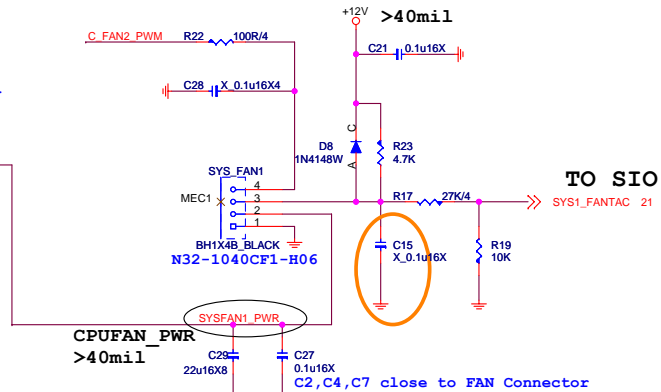 +12V
>40mil
C_FAN2_PWM
R22
100R/4
C21
0.1u16X
C28
X_0.1u16X4
D8
1N4148W
C
A
R23
4.7K
SYS_FAN1
MEC1
4
3
2
1
R17
27K/4
TO SIO
SYS1_FANTAC 21
BH1X4B_BLACK
N32-1040CF1-H06
C15
X_0.1u16X
R19
10K
SYSFAN1_PWR
CPUFAN_PWR
>40mil
C29
22u16X8
C27
0.1u16X
C2,C4,C7 close to FAN Connector